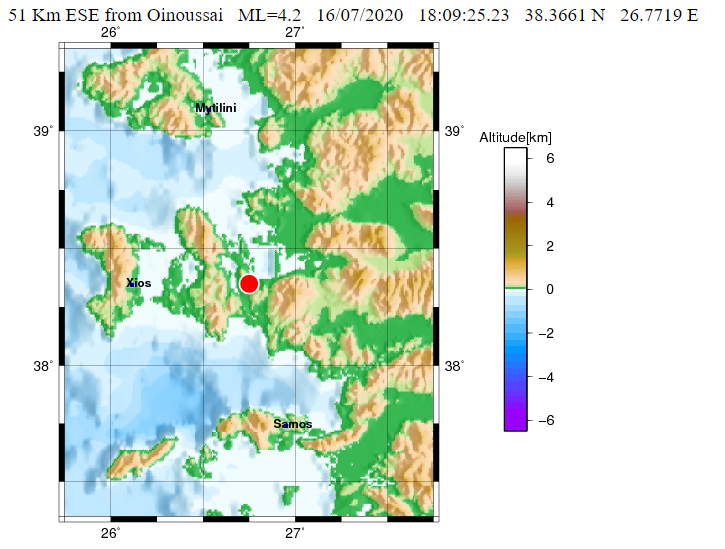 51 Km ESE from Oinoussai ML=4.2 16/07/2020 18:09:25.23 38.3661 N 26.7719 E
26° 27°
Mytilini
39° 39°
Altitude[km]
6
4
2
0
−2
−4
−6
Xios
38° 38°
Samos
26° 27°